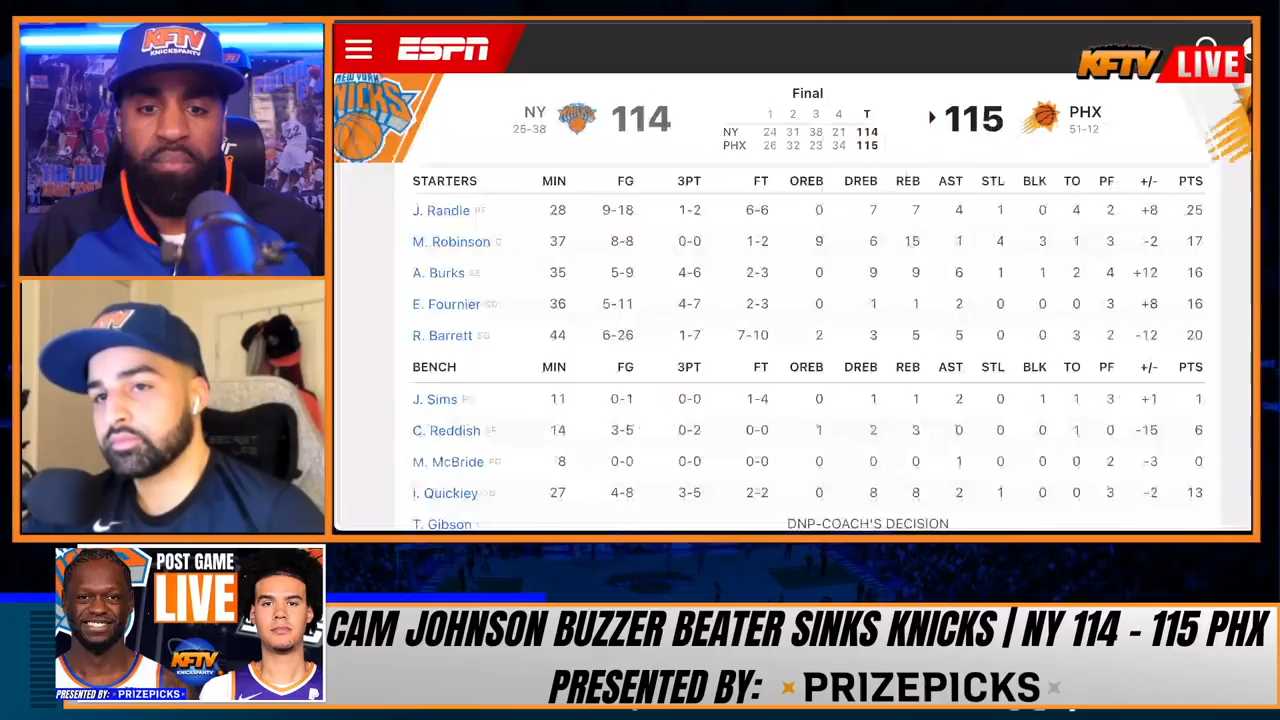 KFTV
KNICKSFANTV
ESPN
KFTV LIVE
NEW YORK
KNICKS
Final
NY 114 115 PHX
25-38 51-12
1 2 3 4 T
NY 24 31 38 21 114
PHX 26 32 23 34 115
STARTERS MIN FG 3PT FT OREB DREB REB AST STL BLK TO PF +/- PTS
J. Randle PF 28 9-18 1-2 6-6 0 7 7 4 1 0 4 2 +8 25
M. Robinson C 37 8-8 0-0 1-2 9 6 15 1 4 3 1 3 -2 17
A. Burks 35 5-9 4-6 2-3 0 9 9 6 1 1 2 4 +12 16
E. Fournier 36 5-11 4-7 2-3 0 1 1 2 0 0 0 3 +8 16
R. Barrett SG 44 6-26 1-7 7-10 2 3 5 5 0 0 3 2 -12 20
BENCH MIN FG 3PT FT OREB DREB REB AST STL BLK TO PF +/- PTS
J. Sims 11 0-1 0-0 1-4 0 1 1 2 0 1 1 3 +1 1
C. Reddish SF 14 3-5 0-2 0-0 1 2 3 0 0 0 1 0 -15 6
M. McBride PG 8 0-0 0-0 0-0 0 0 0 1 0 0 0 2 -3 0
I. Quickley 27 4-8 3-5 2-2 0 8 8 2 1 0 0 3 -2 13
T. Gibson DNP-COACH'S DECISION
POST GAME
LIVE
KFTV
KNICKSFANTV
PRESENTED BY: PRIZEPICKS
CAM JOHNSON BUZZER BEATER SINKS KNICKS | NY 114 - 115 PHX
PRESENTED BY: PRIZEPICKS